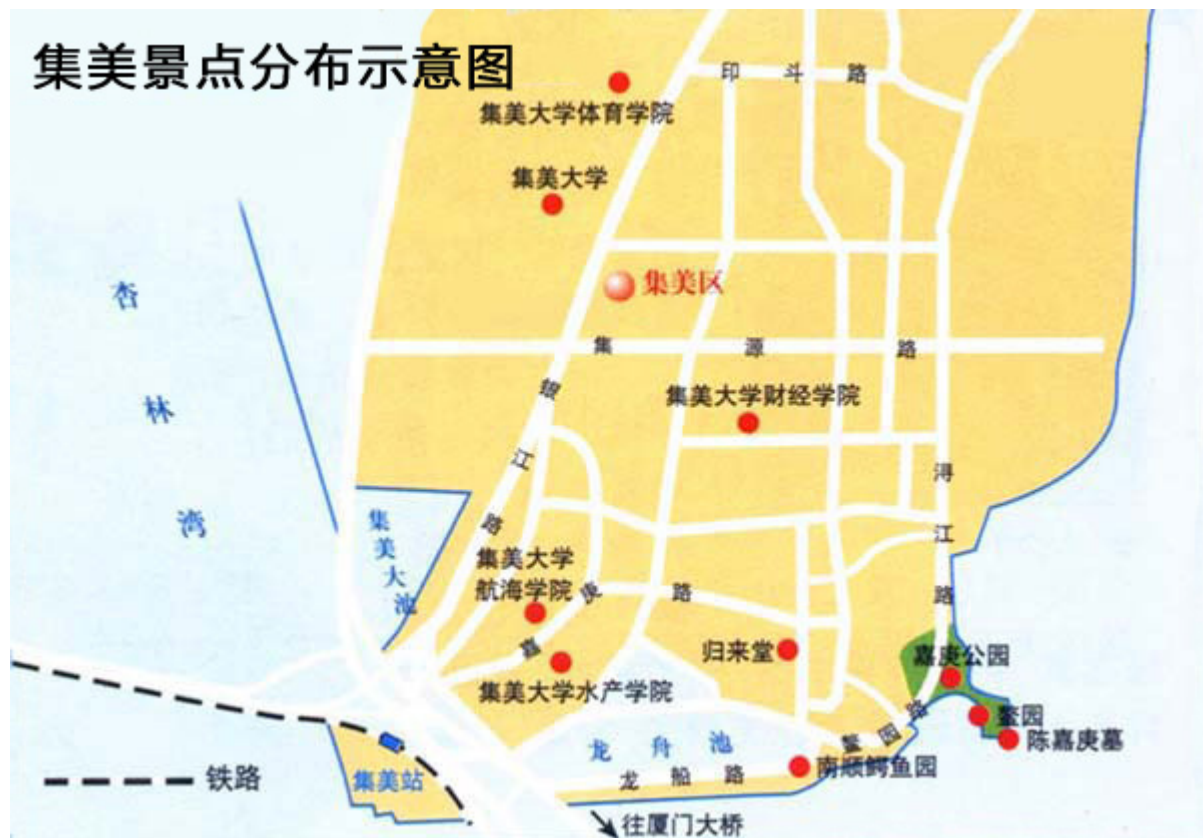 集美景点分布示意图
印斗路
集美大学体育学院
集美大学
集美区
杏林湾
集源路
银江路
集美大学财经学院
浔江路
集美大池
集美大学
航海学院
嘉庚路
归来堂
嘉庚公园
集美大学水产学院
鳌园路
鳌园
陈嘉庚墓
龙舟池
南顺鳄鱼园
龙船路
铁路
集美站
往厦门大桥